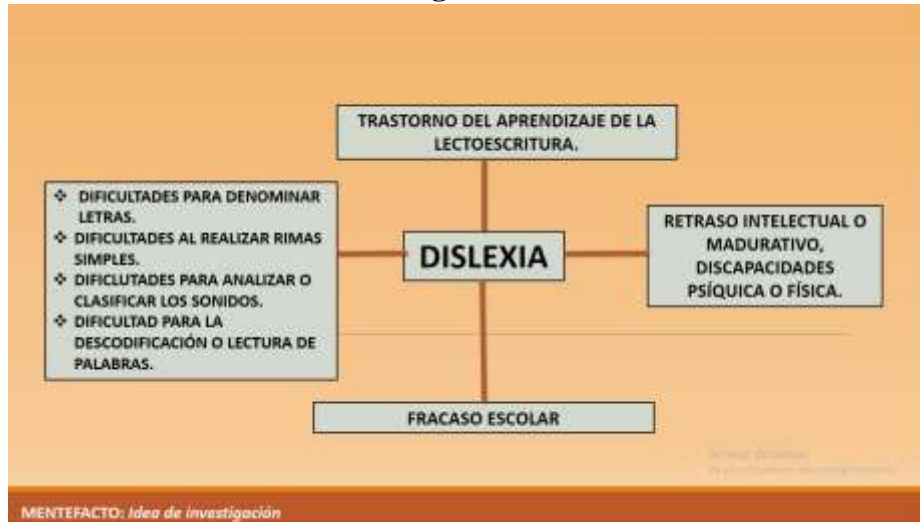 TRASTORNO DEL APRENDIZAJE DE LA
LECTOESCRITURA.
❖ DIFICULTADES PARA DENOMINAR
LETRAS.
❖ DIFICULTADES AL REALIZAR RIMAS
SIMPLES.
❖ DIFICLUTADES PARA ANALIZAR O
CLASIFICAR LOS SONIDOS.
❖ DIFICULTAD PARA LA
DESCODIFICACIÓN O LECTURA DE
PALABRAS.
DISLEXIA
RETRASO INTELECTUAL O
MADURATIVO,
DISCAPACIDADES
PSÍQUICA O FÍSICA.
FRACASO ESCOLAR
MENTEFACTO: Idea de investigación